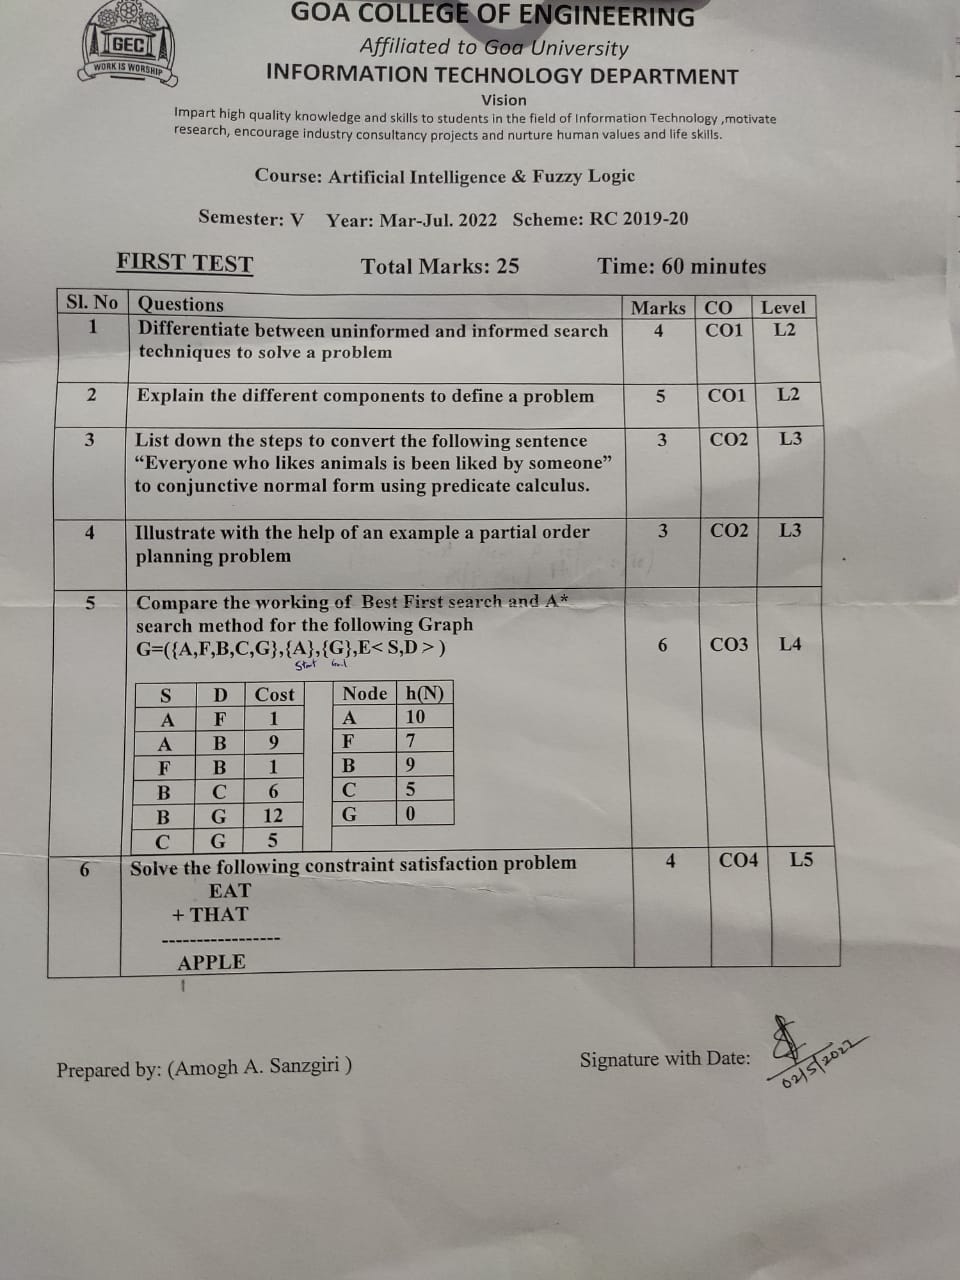 GEC
WORK IS WORSHIP
GOA COLLEGE OF ENGINEERING
Affiliated to Goa University
INFORMATION TECHNOLOGY DEPARTMENT
Vision
Impart high quality knowledge and skills to students in the field of Information Technology ,motivate
research, encourage industry consultancy projects and nurture human values and life skills.
Course: Artificial Intelligence & Fuzzy Logic
Semester: V Year: Mar-Jul. 2022 Scheme: RC 2019-20
FIRST TEST Total Marks: 25 Time: 60 minutes
Sl. No Questions Marks CO Level
1 Differentiate between uninformed and informed search 4 CO1 L2
techniques to solve a problem
2 Explain the different components to define a problem 5 CO1 L2
3 List down the steps to convert the following sentence 3 CO2 L3
“Everyone who likes animals is been liked by someone”
to conjunctive normal form using predicate calculus.
4 Illustrate with the help of an example a partial order 3 CO2 L3
planning problem
5 Compare the working of Best First search and A*
search method for the following Graph
G=({A,F,B,C,G},{A},{G},E< S,D > ) 6 CO3 L4
Start Goal
S D Cost Node h(N)
A F 1 A 10
A B 9 F 7
F B 1 B 9
B C 6 C 5
B G 12 G 0
C G 5
6 Solve the following constraint satisfaction problem 4 CO4 L5
EAT
+ THAT
-----------------
APPLE
Prepared by: (Amogh A. Sanzgiri )
Signature with Date:
02/5/2022